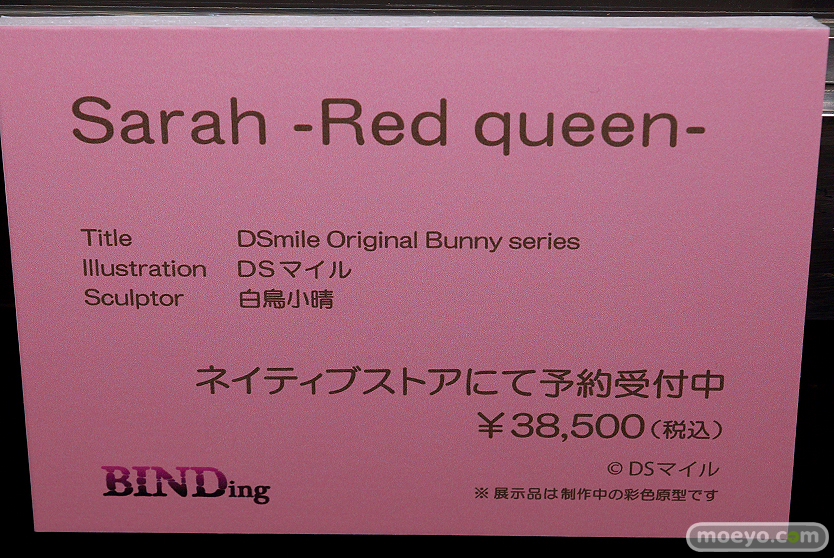 Sarah -Red queen-
Title DSmile Original Bunny series
Illustration DSマイル
Sculptor 白鳥小晴
ネイティブストアにて予約受付中
￥38,500(税込)
©DSマイル
BINDing
※展示品は制作中の彩色原型です
moeyo.com